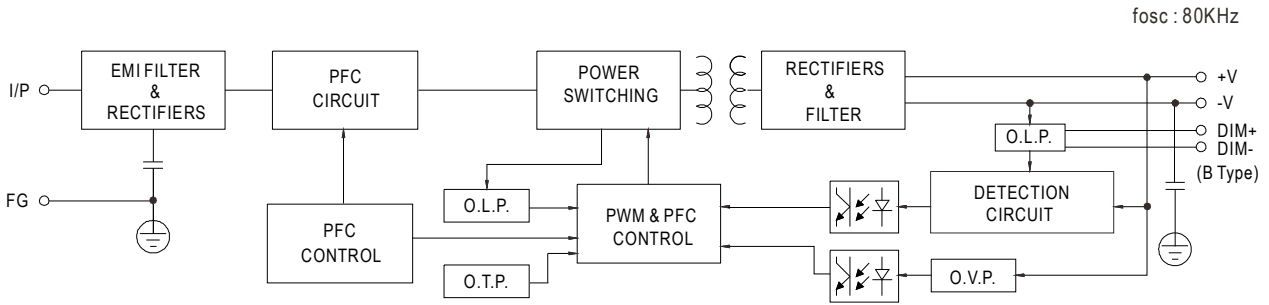 fosc : 80KHz
I/P
EMI FILTER
&
RECTIFIERS
PFC
CIRCUIT
POWER
SWITCHING
RECTIFIERS
&
FILTER
+V
-V
O.L.P.
DIM+
DIM-
(B Type)
FG
PFC
CONTROL
O.L.P.
O.T.P.
PWM & PFC
CONTROL
DETECTION
CIRCUIT
O.V.P.